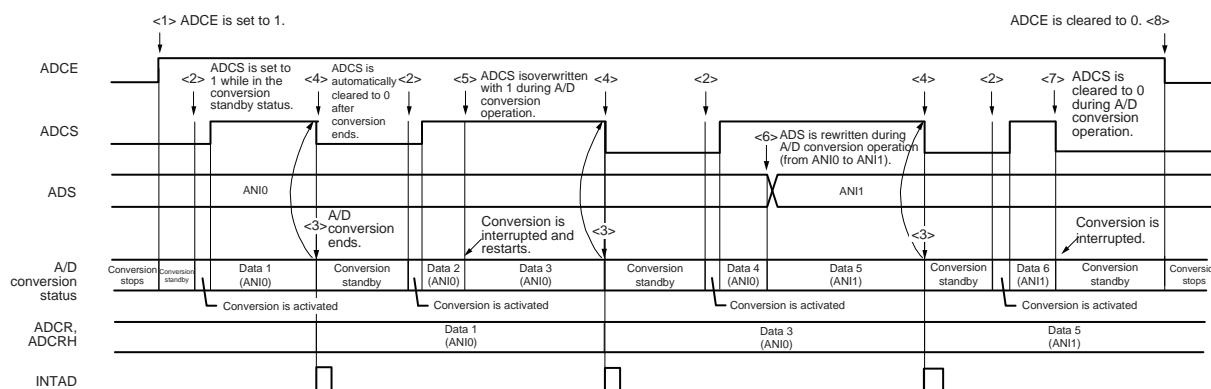 <1> ADCE is set to 1.
ADCE is cleared to 0. <8>
ADCE
<2>
ADCS is set to
1 while in the
conversion
standby status.
<4>
ADCS is
automatically
cleared to 0
after
conversion
ends.
<2>
<5>
ADCS isoverwritten
with 1 during A/D
conversion
operation.
<4>
<2>
<4>
<2>
<7>
ADCS is
cleared to 0
during A/D
conversion
operation.
ADCS
<6>
ADS is rewritten during
A/D conversion operation
(from ANI0 to ANI1).
ADS
ANI0
ANI1
<3>
A/D
conversion
ends.
Conversion is
interrupted and
restarts.
<3>
<3>
Conversion is
interrupted.
A/D
conversion
status
Conversion
stops
Conversion
standby
Data 1
(ANI0)
Conversion
standby
Data 2
(ANI0)
Data 3
(ANI0)
Conversion
standby
Data 4
(ANI0)
Data 5
(ANI1)
Conversion
standby
Data 6
(ANI1)
Conversion
standby
Conversion
stops
Conversion is activated
Conversion is activated
Conversion is activated
Conversion is activated
ADCR,
ADCRH
Data 1
(ANI0)
Data 3
(ANI0)
Data 5
(ANI1)
INTAD